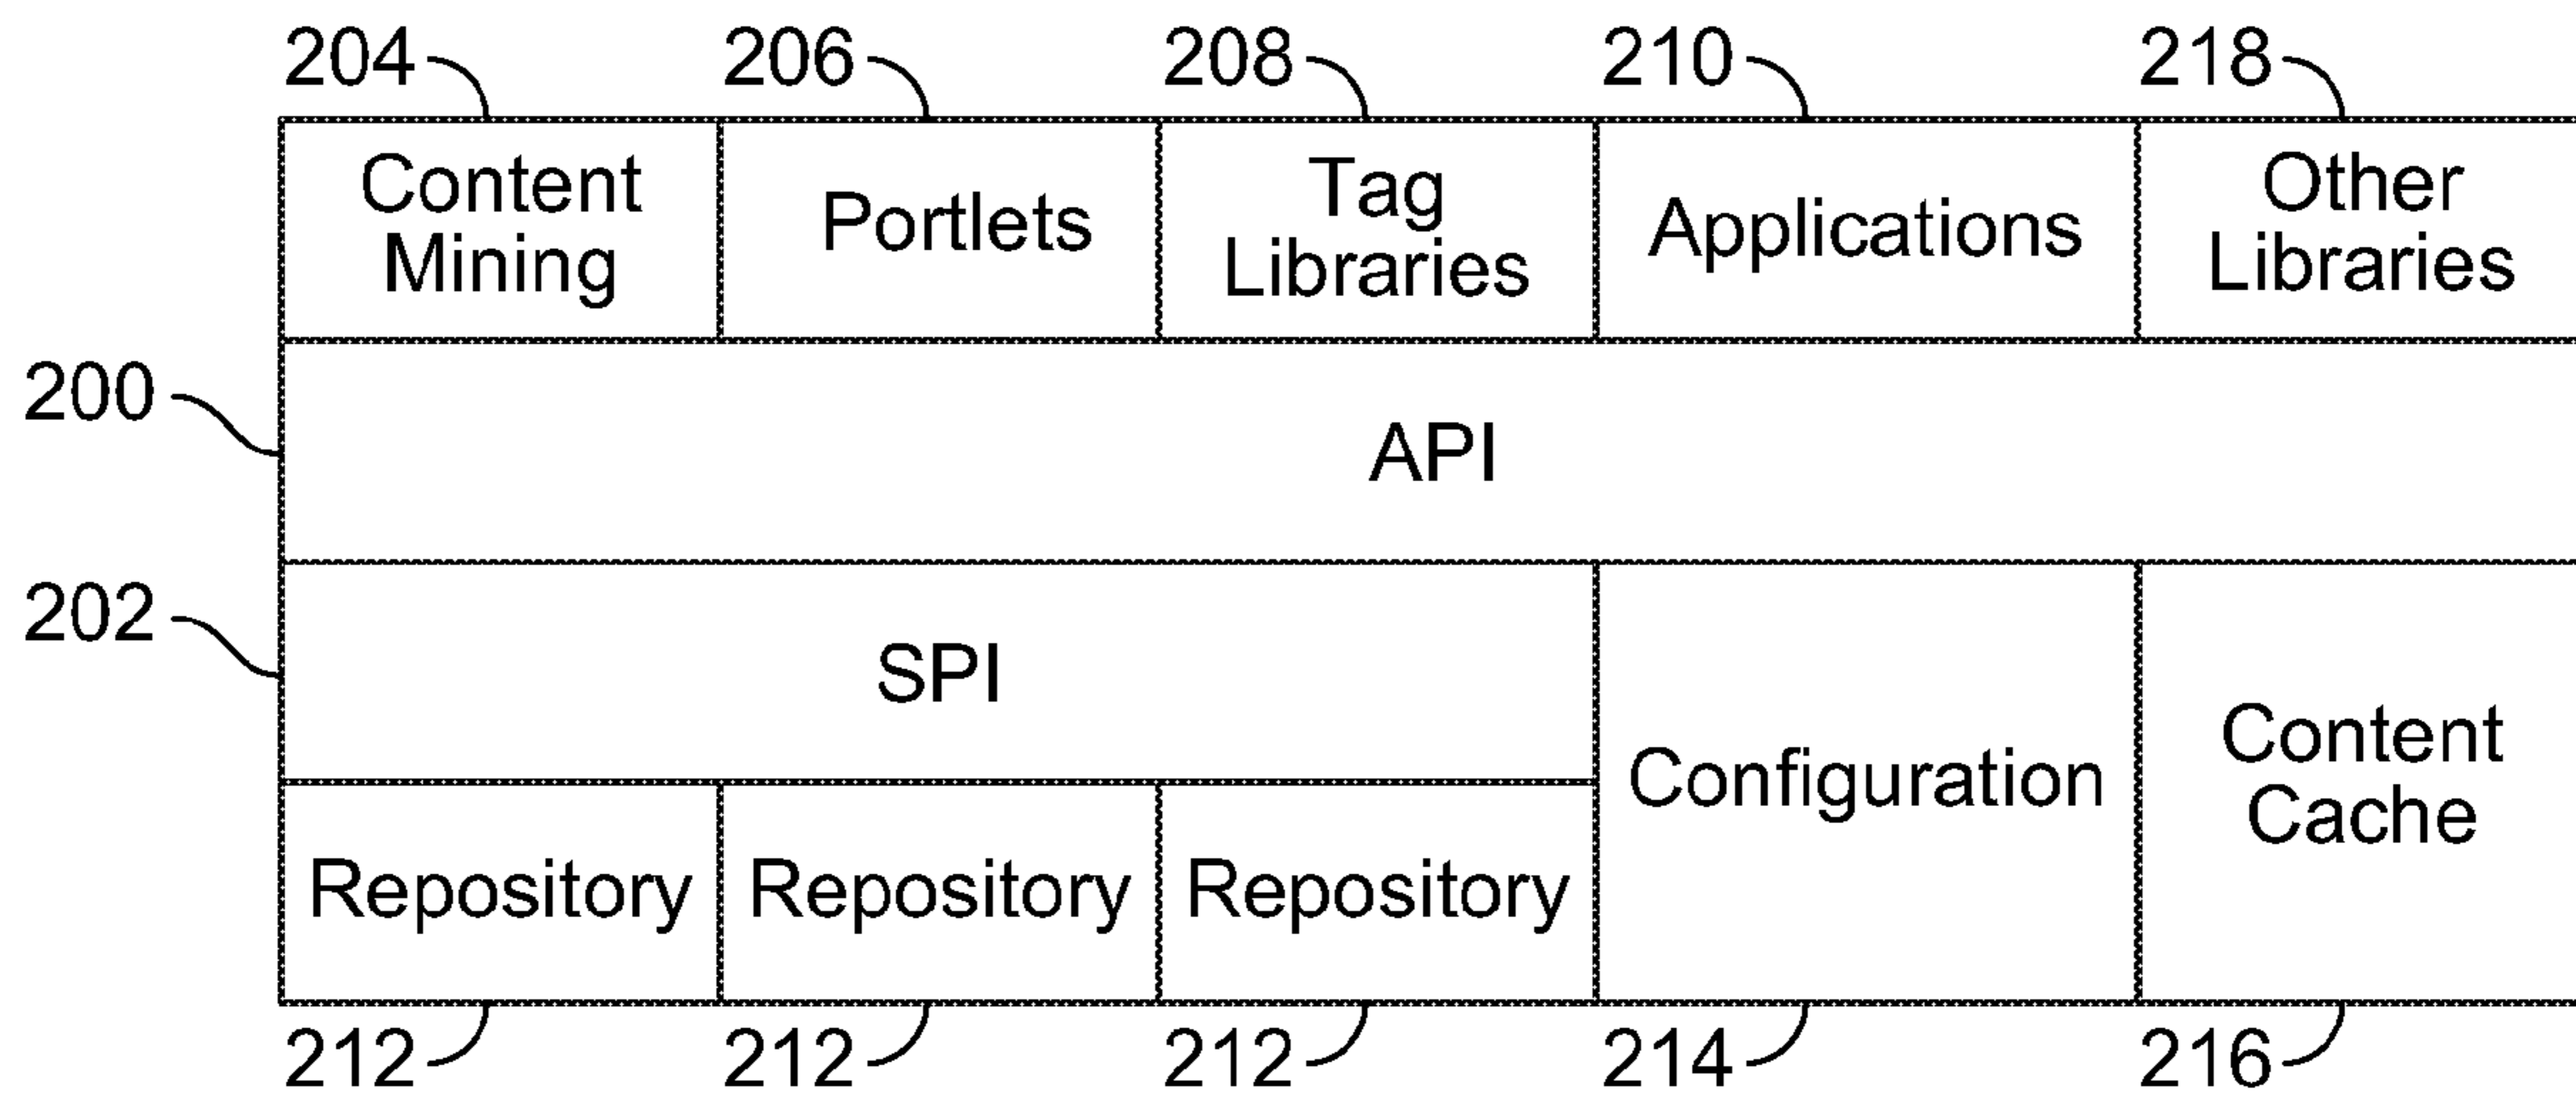 204 206 208 210 218
Content Mining Portlets Tag Libraries Applications Other Libraries
200
API
202
SPI
Configuration
Content Cache
Repository Repository Repository
212 212 212 214 216